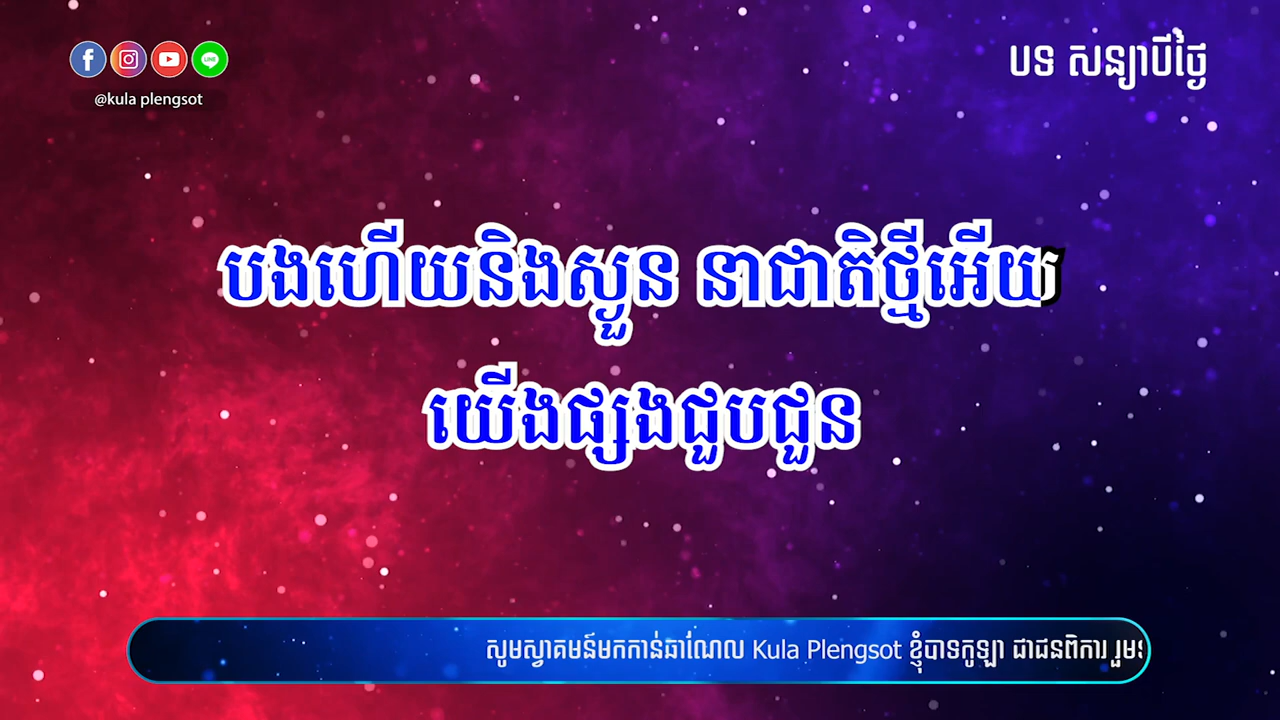 @kula plengsot
បទ សន្យាបីថ្ងៃ
បងហើយនិងស្ងួន នាជាតិថ្មីអើយ
យើងផ្សងជួបជួន
សូមស្វាគមន៍មកកាន់ឆាណែល Kula Plengsot ខ្ញុំបាទកូឡា ជាជនពិការ រួម